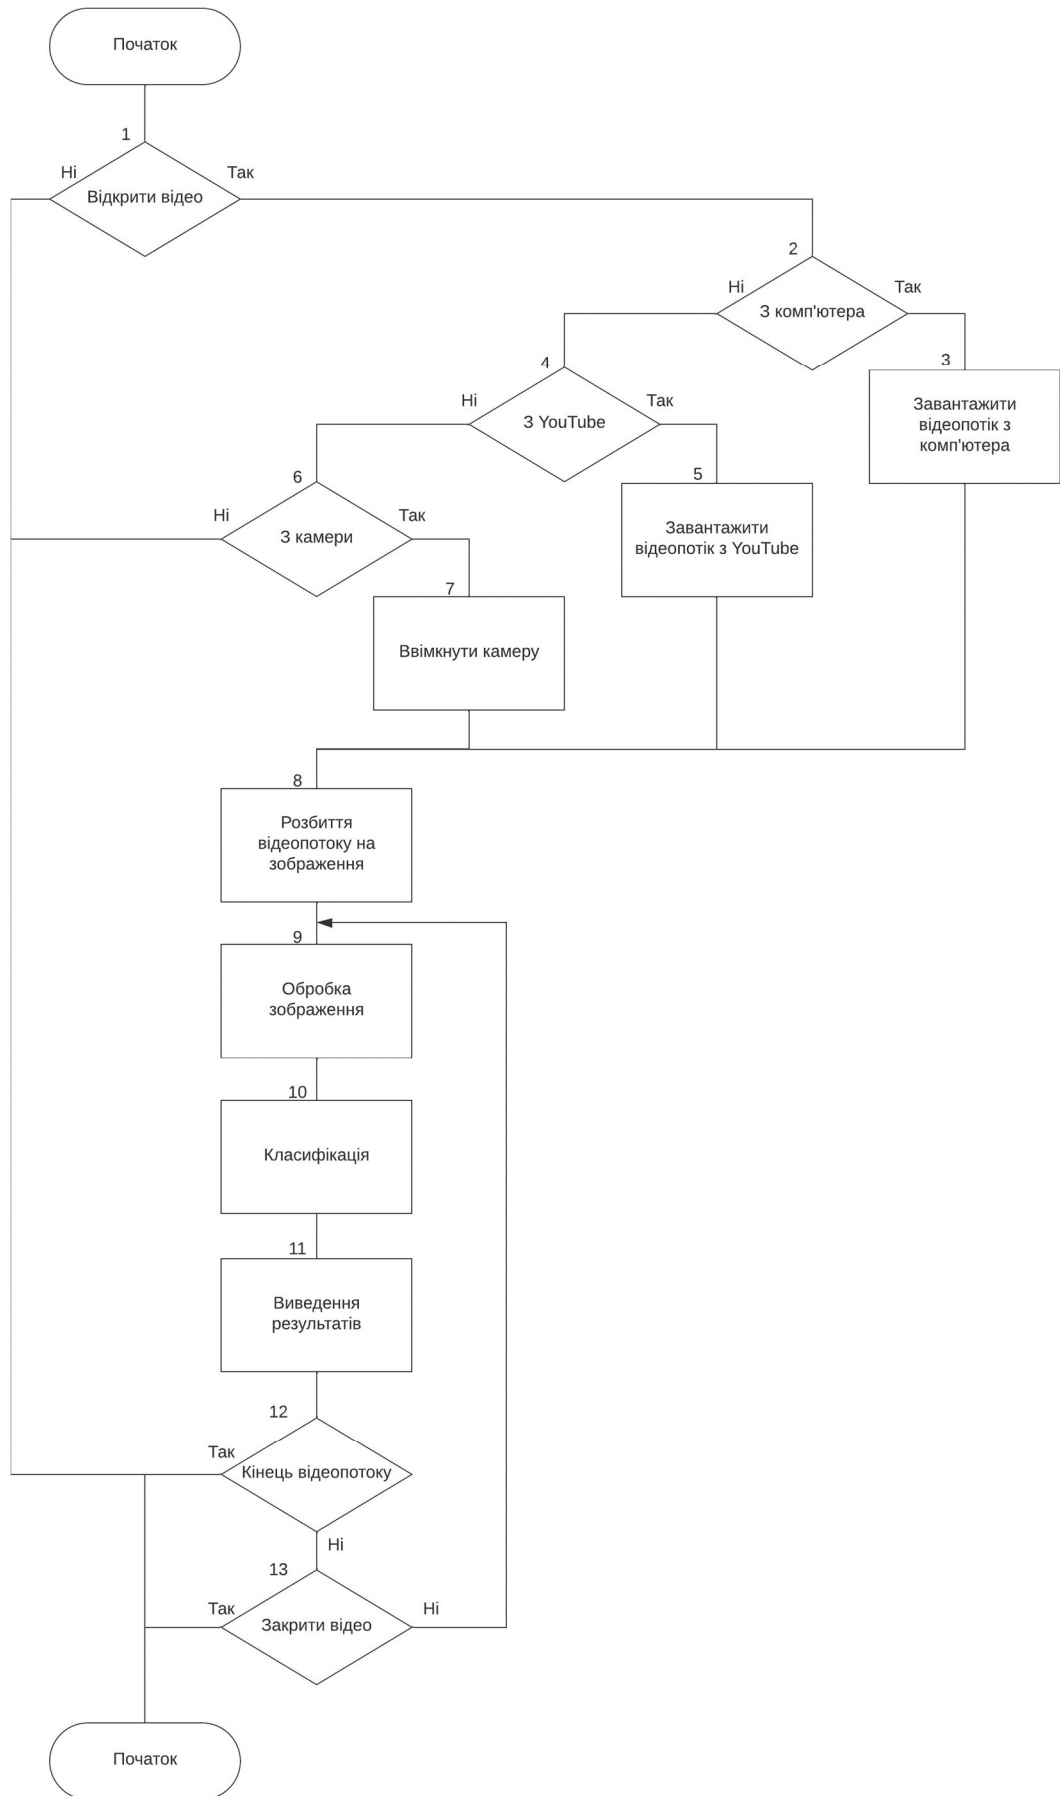 Початок
1
Ні
Так
Відкрити відео
2
Ні
Так
З комп'ютера
3
Завантажити
відеопотік з
комп'ютера
4
Ні
Так
З YouTube
5
Завантажити
відеопотік з YouTube
6
Ні
Так
З камери
7
Ввімкнути камеру
8
Розбиття
відеопотоку на
зображення
9
Обробка
зображення
10
Класифікація
11
Виведення
результатів
12
Так
Кінець відеопотоку
Ні
13
Так
Ні
Закрити відео
Початок